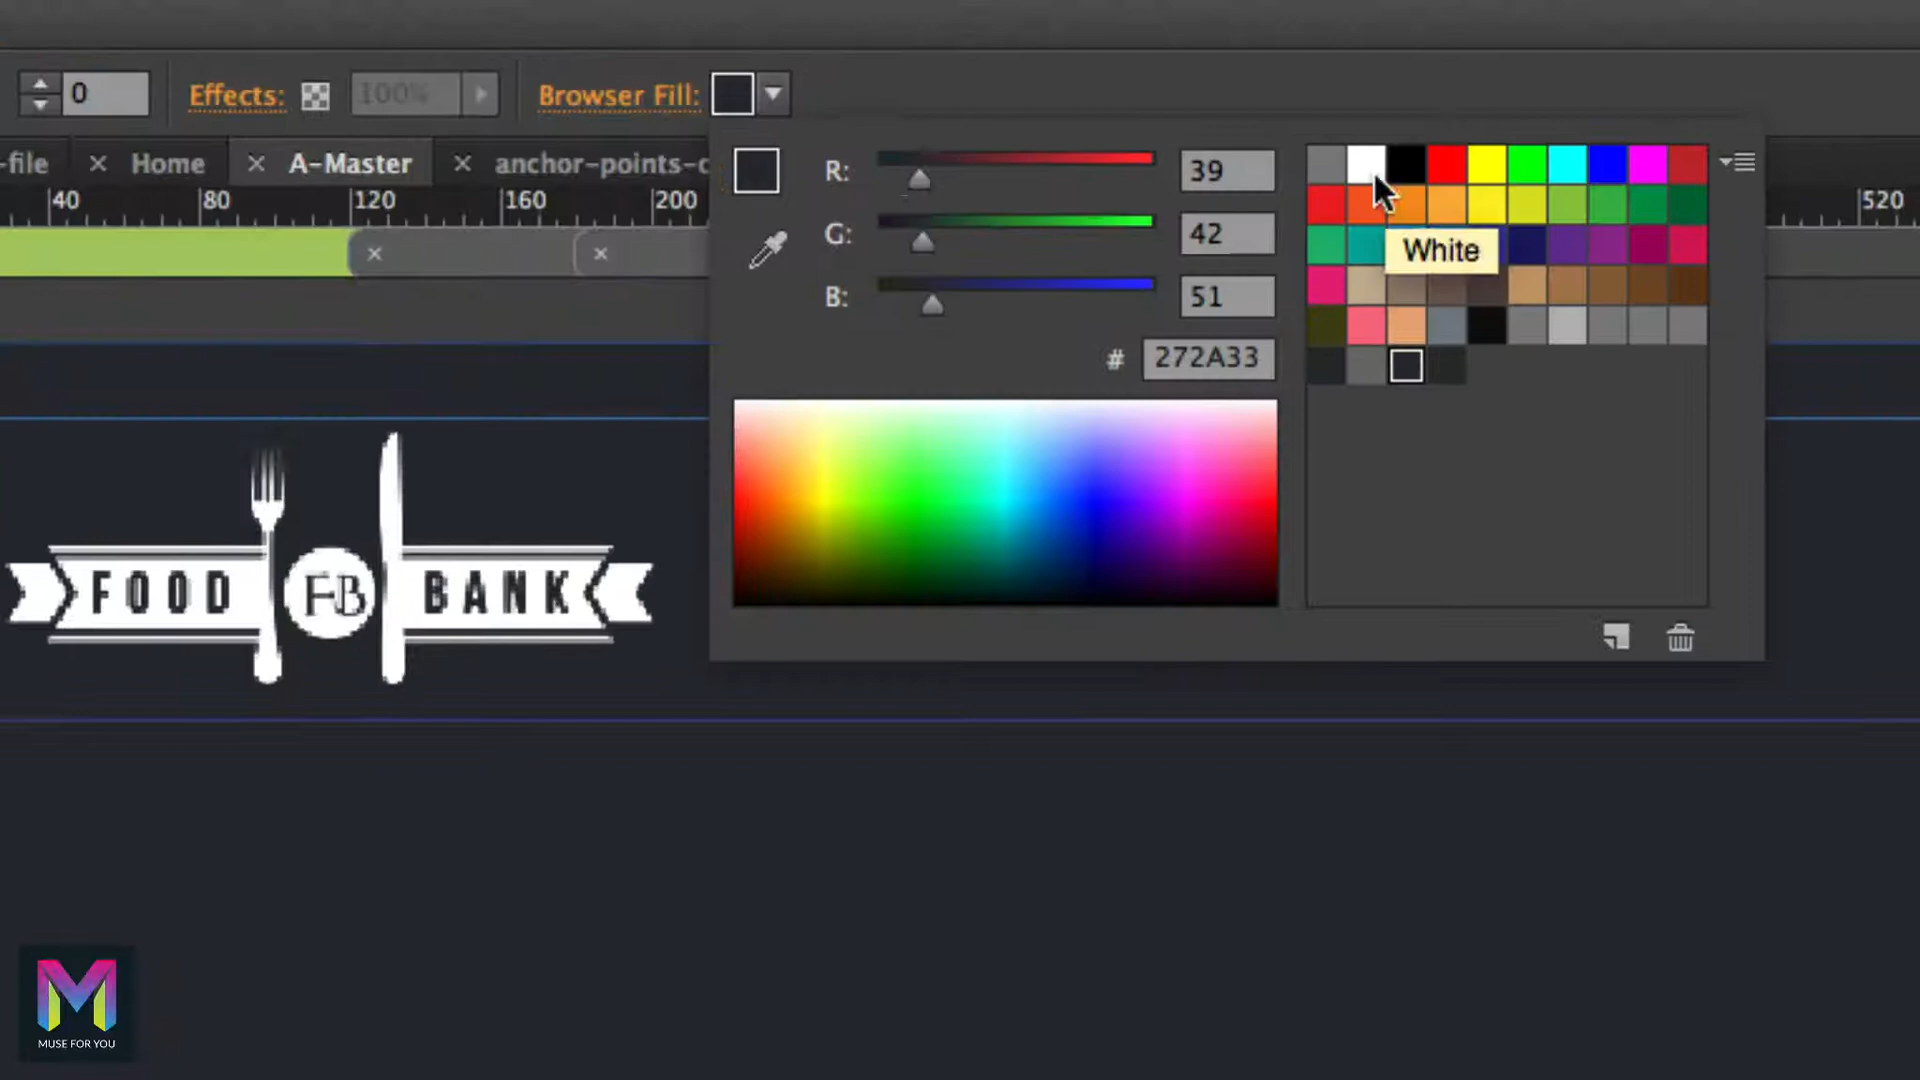 0 Effects: 100% Browser Fill:
-file Home A-Master anchor-points-c
40 80 120 160 200 520
R: 39
G: 42
B: 51
# 272A33
White
FOOD FB BANK
MUSE FOR YOU